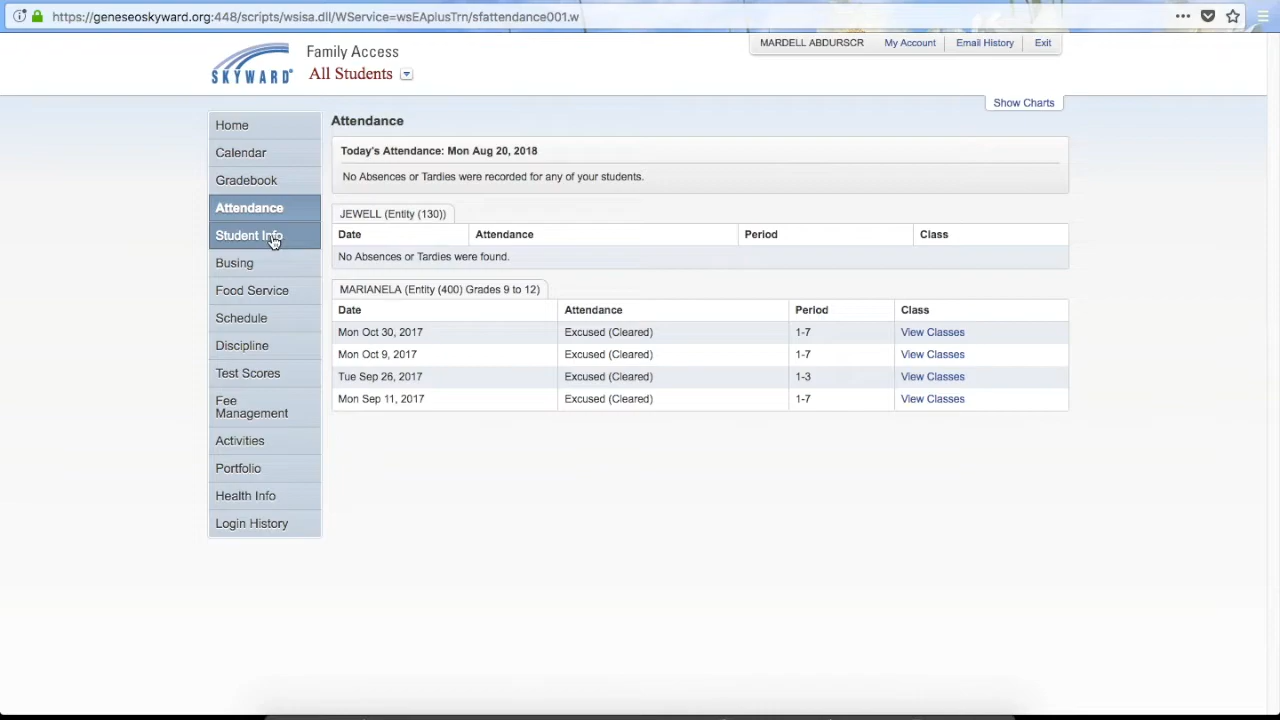 https://geneseoskyward.org:448/scripts/wsisa.dll/WService=wsEAplusTrn/sfattendance001.w
SKYWARD
Family Access
All Students
MARDELL ABDURSCR My Account Email History Exit
Show Charts
Home
Calendar
Gradebook
Attendance
Student Info
Busing
Food Service
Schedule
Discipline
Test Scores
Fee
Management
Activities
Portfolio
Health Info
Login History
Attendance
Today's Attendance: Mon Aug 20, 2018
No Absences or Tardies were recorded for any of your students.
JEWELL (Entity (130))
Date Attendance Period Class
No Absences or Tardies were found.
MARIANELA (Entity (400) Grades 9 to 12)
Date Attendance Period Class
Mon Oct 30, 2017 Excused (Cleared) 1-7 View Classes
Mon Oct 9, 2017 Excused (Cleared) 1-7 View Classes
Tue Sep 26, 2017 Excused (Cleared) 1-3 View Classes
Mon Sep 11, 2017 Excused (Cleared) 1-7 View Classes